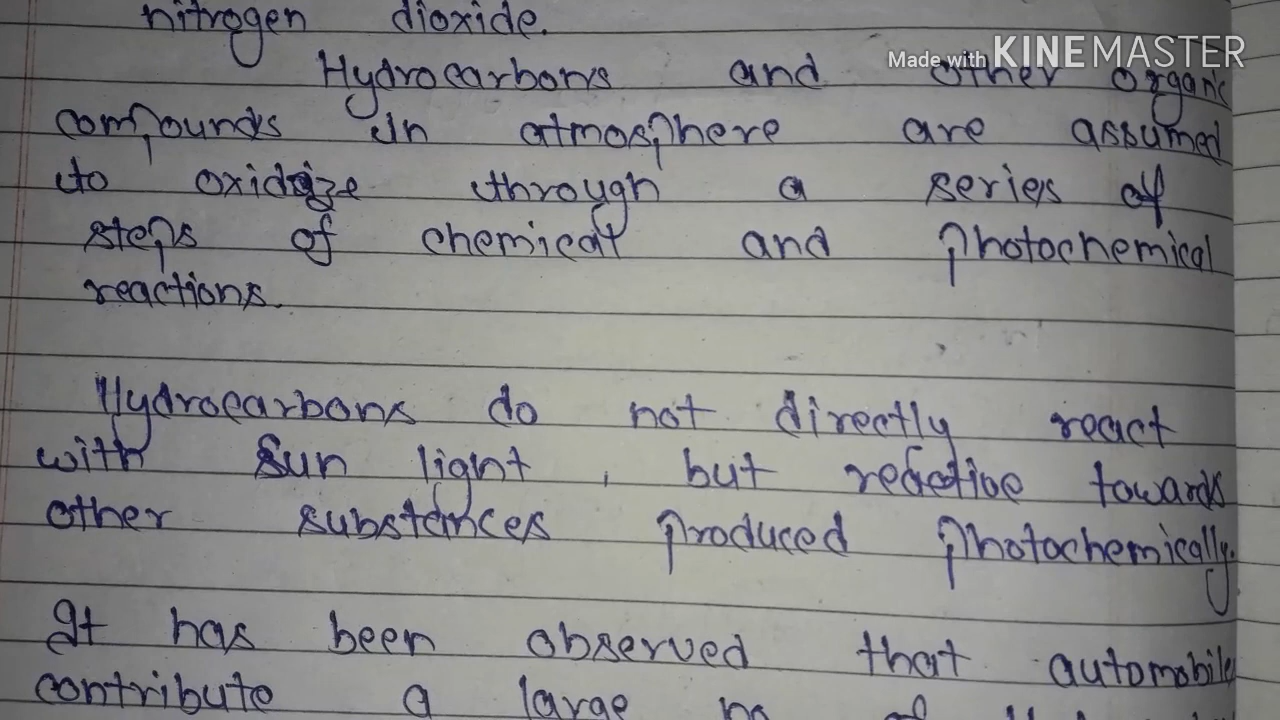 nitrogen dioxide.
Made with KINEMASTER
Hydrocarbons and other organic
compounds in atmosphere are assumed
to oxidize through a series of
steps of chemical and photochemical
reactions.
Hydrocarbons do not directly react
with Sun light, but reactive towards
other substances produced photochemically.
It has been observed that automobile
contribute a large no of